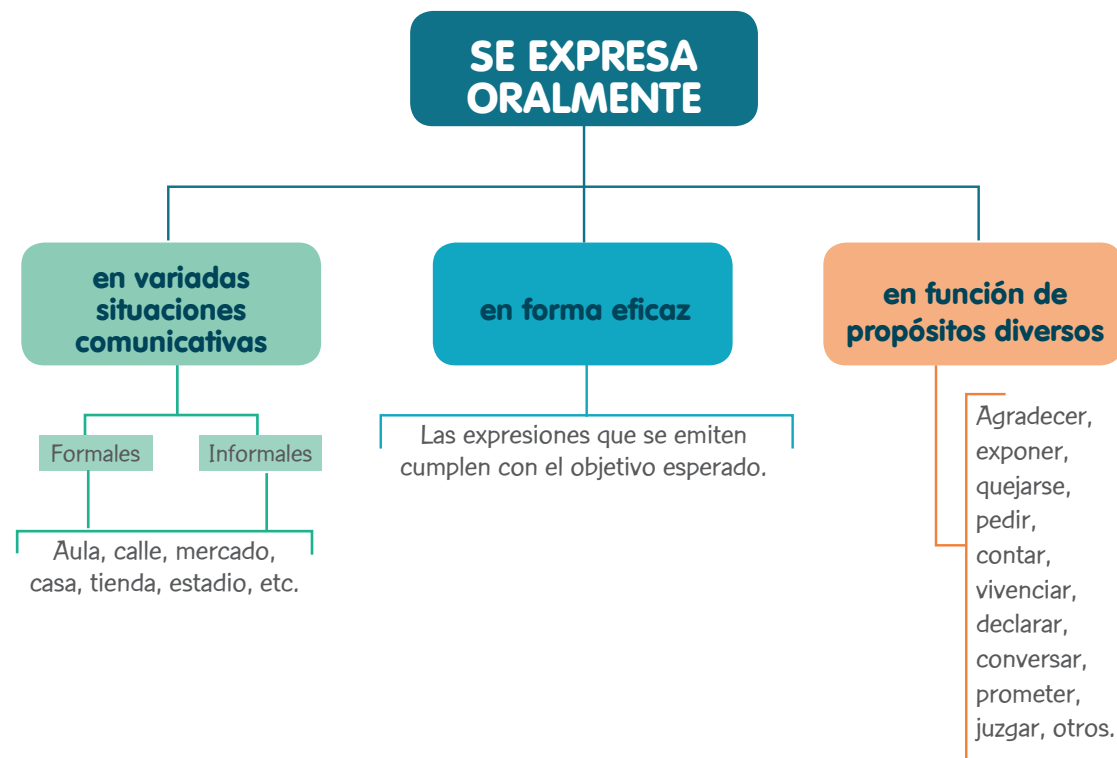 SE EXPRESA
ORALMENTE
en variadas
situaciones
comunicativas
Formales
Informales
Aula, calle, mercado,
casa, tienda, estadio, etc.
en forma eficaz
Las expresiones que se emiten
cumplen con el objetivo esperado.
en función de
propósitos diversos
Agradecer,
exponer,
quejarse,
pedir,
contar,
vivenciar,
declarar,
conversar,
prometer,
juzgar, otros.